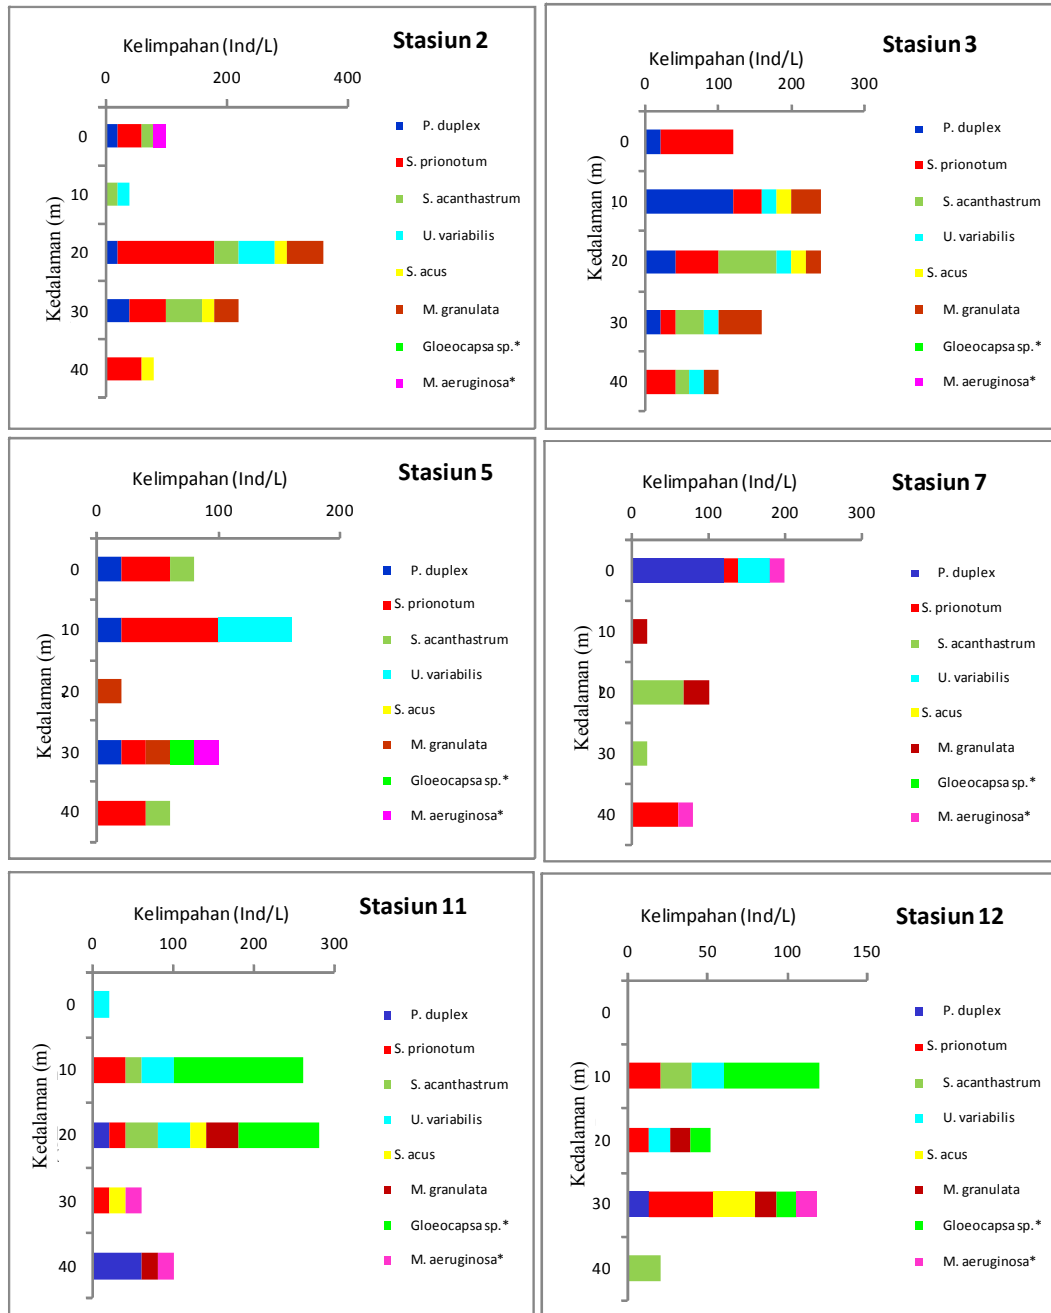 Kelimpahan (Ind/L)
Stasiun 2
0
200
400
Kedalaman (m)
0
10
20
30
40
P. duplex
S. prionotum
S. acanthastrum
U. variabilis
S. acus
M. granulata
Gloeocapsa sp.*
M. aeruginosa*
Kelimpahan (Ind/L)
Stasiun 3
0
100
200
300
Kedalaman (m)
0
10
20
30
40
P. duplex
S. prionotum
S. acanthastrum
U. variabilis
S. acus
M. granulata
Gloeocapsa sp.*
M. aeruginosa*
Kelimpahan (Ind/L)
Stasiun 5
0
100
200
Kedalaman (m)
0
10
20
30
40
P. duplex
S. prionotum
S. acanthastrum
U. variabilis
S. acus
M. granulata
Gloeocapsa sp.*
M. aeruginosa*
Kelimpahan (Ind/L)
Stasiun 7
0
100
200
300
Kedalaman (m)
0
10
20
30
40
P. duplex
S. prionotum
S. acanthastrum
U. variabilis
S. acus
M. granulata
Gloeocapsa sp.*
M. aeruginosa*
Kelimpahan (Ind/L)
Stasiun 11
0
100
200
300
Kedalaman (m)
0
10
20
30
40
P. duplex
S. prionotum
S. acanthastrum
U. variabilis
S. acus
M. granulata
Gloeocapsa sp.*
M. aeruginosa*
Kelimpahan (Ind/L)
Stasiun 12
0
50
100
150
Kedalaman (m)
0
10
20
30
40
P. duplex
S. prionotum
S. acanthastrum
U. variabilis
S. acus
M. granulata
Gloeocapsa sp.*
M. aeruginosa*